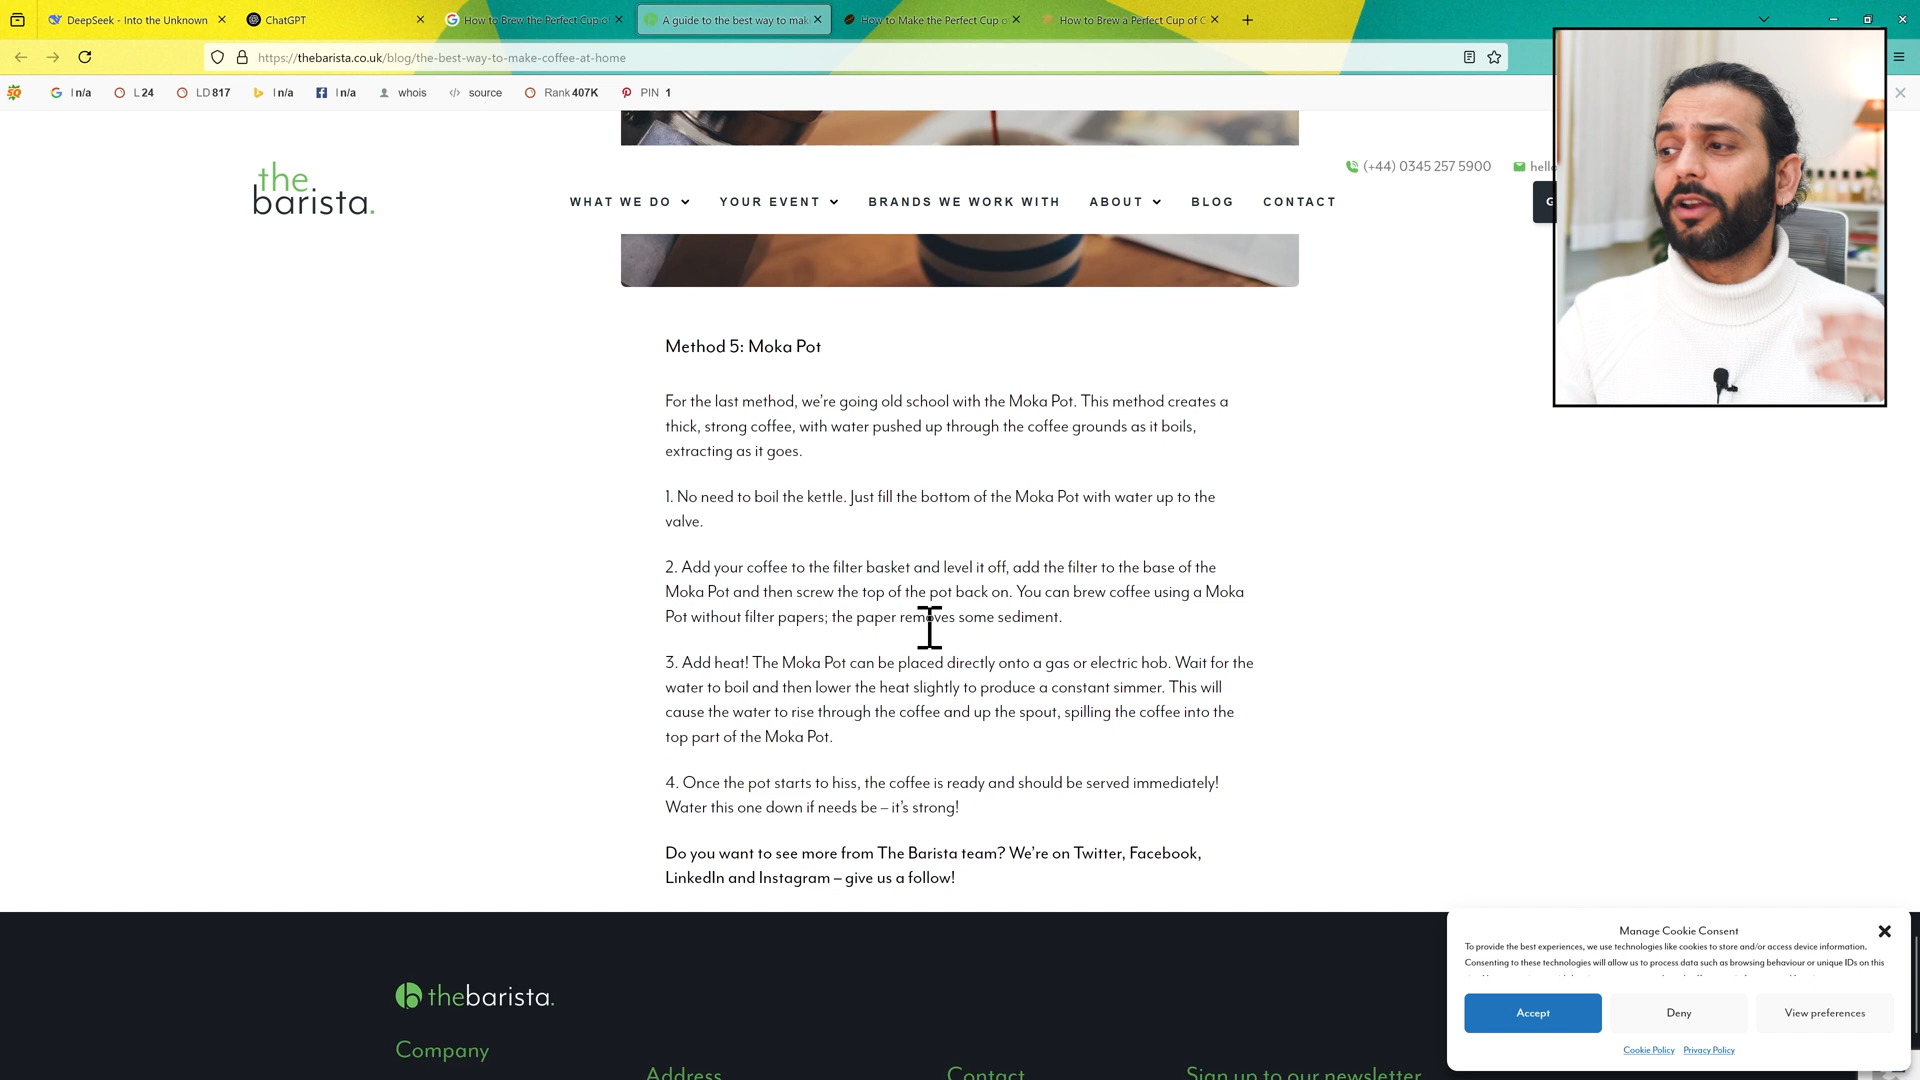 DeepSeek - Into the Unknown
ChatGPT
How to Brew the Perfect Cup o
A guide to the best way to mak
How to Make the Perfect Cup o
How to Brew a Perfect Cup of C
https://thebarista.co.uk/blog/the-best-way-to-make-coffee-at-home
I n/a
L 24
LD 817
I n/a
I n/a
whois
source
Rank 407K
PIN 1
the barista.
(+44) 0345 257 5900
hello
WHAT WE DO
YOUR EVENT
BRANDS WE WORK WITH
ABOUT
BLOG
CONTACT
G
Method 5: Moka Pot
For the last method, we're going old school with the Moka Pot. This method creates a
thick, strong coffee, with water pushed up through the coffee grounds as it boils,
extracting as it goes.
1. No need to boil the kettle. Just fill the bottom of the Moka Pot with water up to the
valve.
2. Add your coffee to the filter basket and level it off, add the filter to the base of the
Moka Pot and then screw the top of the pot back on. You can brew coffee using a Moka
Pot without filter papers; the paper removes some sediment.
3. Add heat! The Moka Pot can be placed directly onto a gas or electric hob. Wait for the
water to boil and then lower the heat slightly to produce a constant simmer. This will
cause the water to rise through the coffee and up the spout, spilling the coffee into the
top part of the Moka Pot.
4. Once the pot starts to hiss, the coffee is ready and should be served immediately!
Water this one down if needs be – it's strong!
Do you want to see more from The Barista team? We're on Twitter, Facebook,
LinkedIn and Instagram – give us a follow!
thebarista.
Company
Address
Contact
Sign up to our newsletter
Manage Cookie Consent
To provide the best experiences, we use technologies like cookies to store and/or access device information.
Consenting to these technologies will allow us to process data such as browsing behaviour or unique IDs on this
Accept
Deny
View preferences
Cookie Policy
Privacy Policy